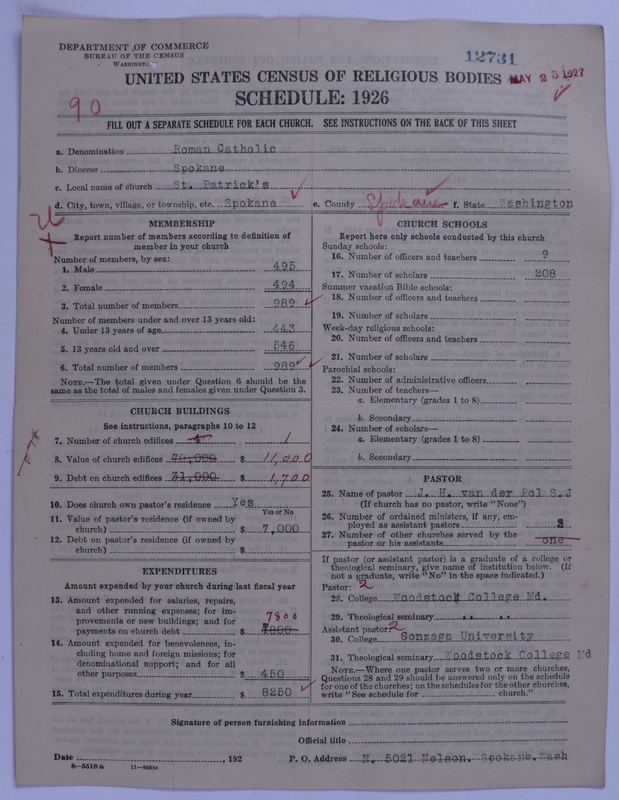 DEPARTMENT OF COMMERCE
BUREAU OF THE CENSUS
WASHINGTON
12731
UNITED STATES CENSUS OF RELIGIOUS BODIES
MAY 25 1927
SCHEDULE: 1926
90
FILL OUT A SEPARATE SCHEDULE FOR EACH CHURCH. SEE INSTRUCTIONS ON THE BACK OF THIS SHEET
a. Denomination Roman Catholic
b. Diocese Spokane
c. Local name of church St. Patrick's
d. City, town, village, or township, etc. Spokane e. County Spokane f. State Washington
MEMBERSHIP
Report number of members according to definition of
member in your church
Number of members, by sex:
1. Male 495
2. Female 494
3. Total number of members 989
Number of members under and over 13 years old:
4. Under 13 years of age 443
5. 13 years old and over 546
6. Total number of members 989
NOTE.—The total given under Question 6 should be the
same as the total of males and females given under Question 3.
CHURCH BUILDINGS
See instructions, paragraphs 10 to 12
7. Number of church edifices 1
8. Value of church edifices $ 11,000
9. Debt on church edifices 31,000 $ 1,700
10. Does church own pastor's residence Yes
Yes or No
11. Value of pastor's residence (if owned by
church) $ 7,000
12. Debt on pastor's residence (if owned by
church) $
EXPENDITURES
Amount expended by your church during last fiscal year
13. Amount expended for salaries, repairs,
and other running expenses; for im-
provements or new buildings; and for 7800
payments on church debt $ 7800
14. Amount expended for benevolences, in-
cluding home and foreign missions; for
denominational support; and for all
other purposes $ 450
15. Total expenditures during year $ 8250
CHURCH SCHOOLS
Report here only schools conducted by this church
Sunday schools:
16. Number of officers and teachers 9
17. Number of scholars 208
Summer vacation Bible schools:
18. Number of officers and teachers
19. Number of scholars
Week-day religious schools:
20. Number of officers and teachers
21. Number of scholars
Parochial schools:
22. Number of administrative officers
23. Number of teachers—
a. Elementary (grades 1 to 8)
b. Secondary
24. Number of scholars—
a. Elementary (grades 1 to 8)
b. Secondary
PASTOR
25. Name of pastor J. H. van der Pol S.J
(If church has no pastor, write "None")
26. Number of ordained ministers, if any, em-
ployed as assistant pastors
27. Number of other churches served by the
pastor or his assistants one
If pastor (or assistant pastor) is a graduate of a college or
theological seminary, give name of institution below. (If
not a graduate, write "No" in the space indicated.)
Pastor: 2
28. College Woodstock College Md.
29. Theological seminary
Assistant pastor: 2
30. College Gonzaga University
31. Theological seminary Woodstock College Md
NOTE.—Where one pastor serves two or more churches,
Questions 28 and 29 should be answered only on the schedule
for one of the churches; on the schedules for the other churches,
write "See schedule for church."
Signature of person furnishing information
Official title
Date , 192 P. O. Address N. 5021 Nelson. Spokane.Wash
8—5518a 11—9034a